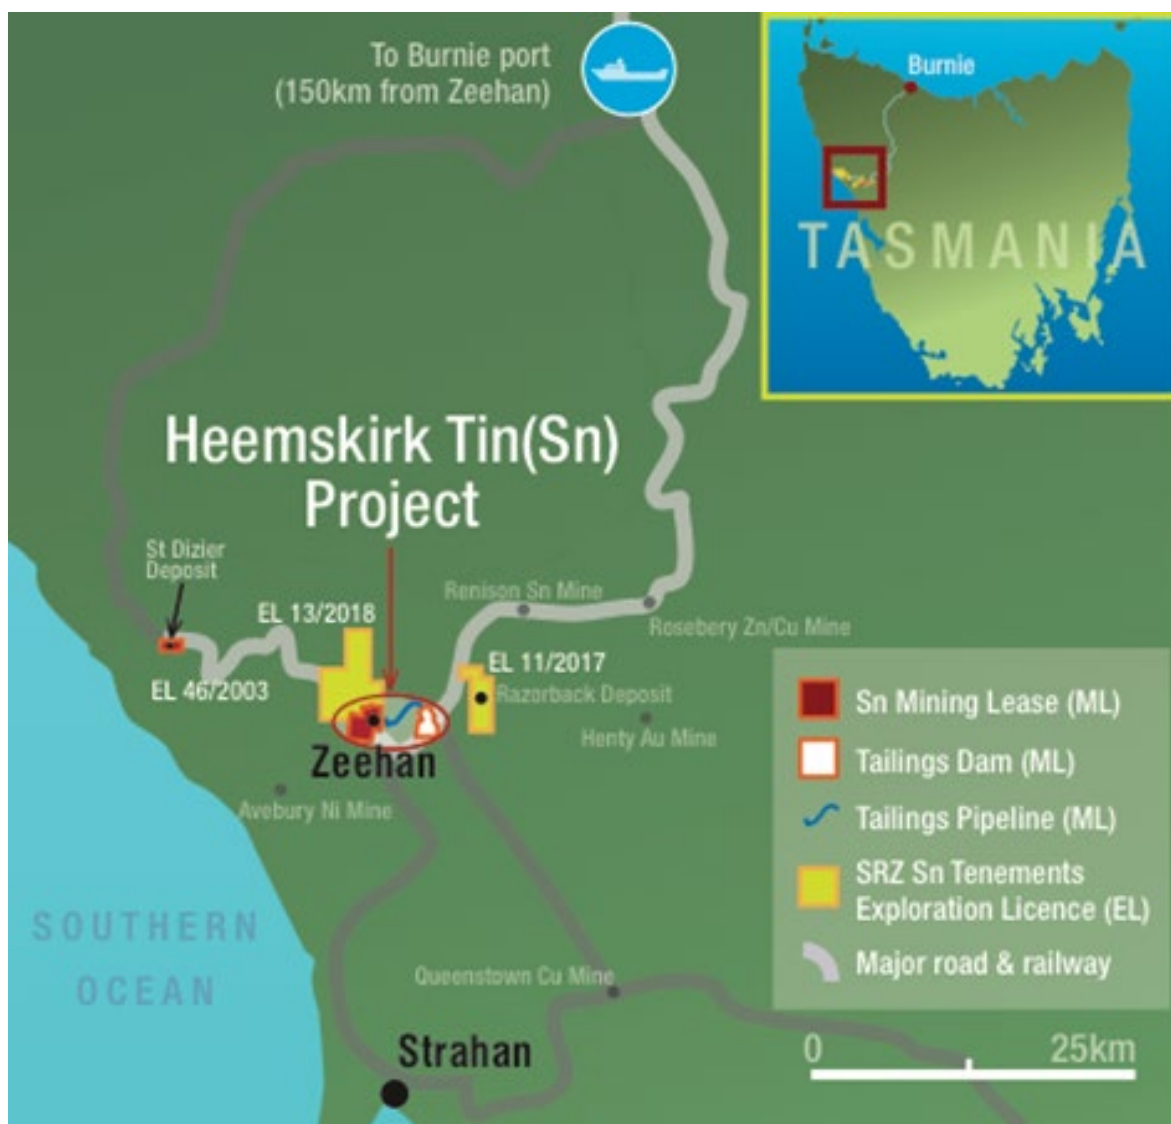 To Burnie port
(150km from Zeehan)
Burnie
TASMANIA
Heemskirk Tin(Sn)
Project
St Dizier
Deposit
EL 13/2018
Renison Sn Mine
Rosebery Zn/Cu Mine
EL 46/2003
EL 11/2017
Razorback Deposit
Henty Au Mine
Zeehan
Avebury Ni Mine
Sn Mining Lease (ML)
Tailings Dam (ML)
Tailings Pipeline (ML)
SRZ Sn Tenements
Exploration Licence (EL)
Major road & railway
SOUTHERN
OCEAN
Queenstown Cu Mine
Strahan
0 25km